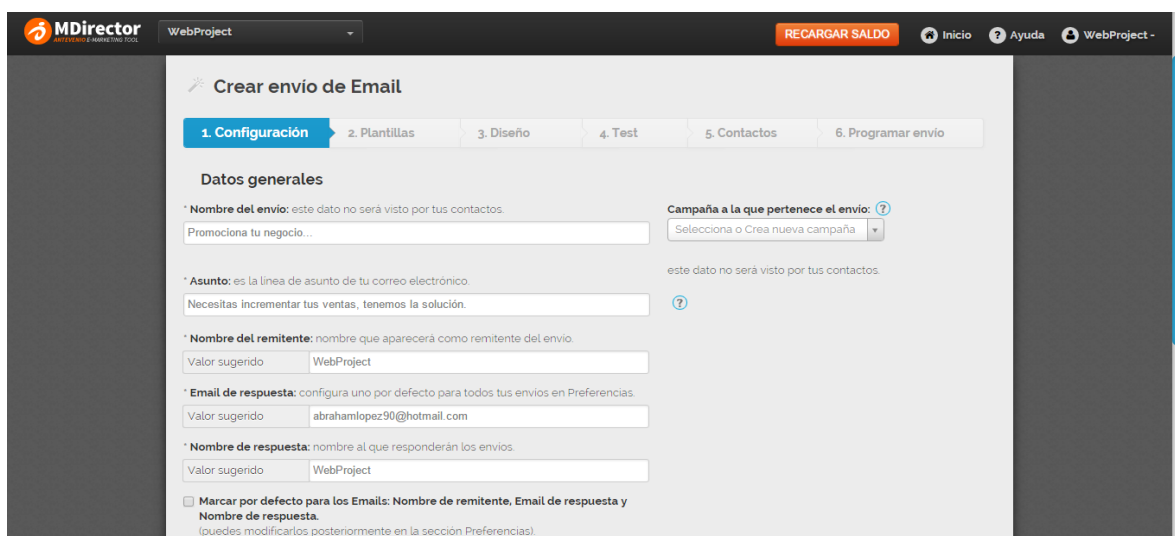 MDirector
ANTEVENIO E-MARKETING TOOL
WebProject
RECARGAR SALDO
Inicio
? Ayuda
WebProject -
Crear envío de Email
1. Configuración
2. Plantillas
3. Diseño
4. Test
5. Contactos
6. Programar envío
Datos generales
* Nombre del envío: este dato no será visto por tus contactos.
Promociona tu negocio...
Campaña a la que pertenece el envío: ?
Selecciona o Crea nueva campaña
este dato no será visto por tus contactos.
?
* Asunto: es la línea de asunto de tu correo electrónico.
Necesitas incrementar tus ventas, tenemos la solución.
* Nombre del remitente: nombre que aparecerá como remitente del envío.
Valor sugerido WebProject
* Email de respuesta: configura uno por defecto para todos tus envios en Preferencias.
Valor sugerido abrahamlopez90@hotmail.com
* Nombre de respuesta: nombre al que responderán los envíos.
Valor sugerido WebProject
Marcar por defecto para los Emails: Nombre de remitente, Email de respuesta y
Nombre de respuesta.
(puedes modificarlos posteriormente en la sección Preferencias).